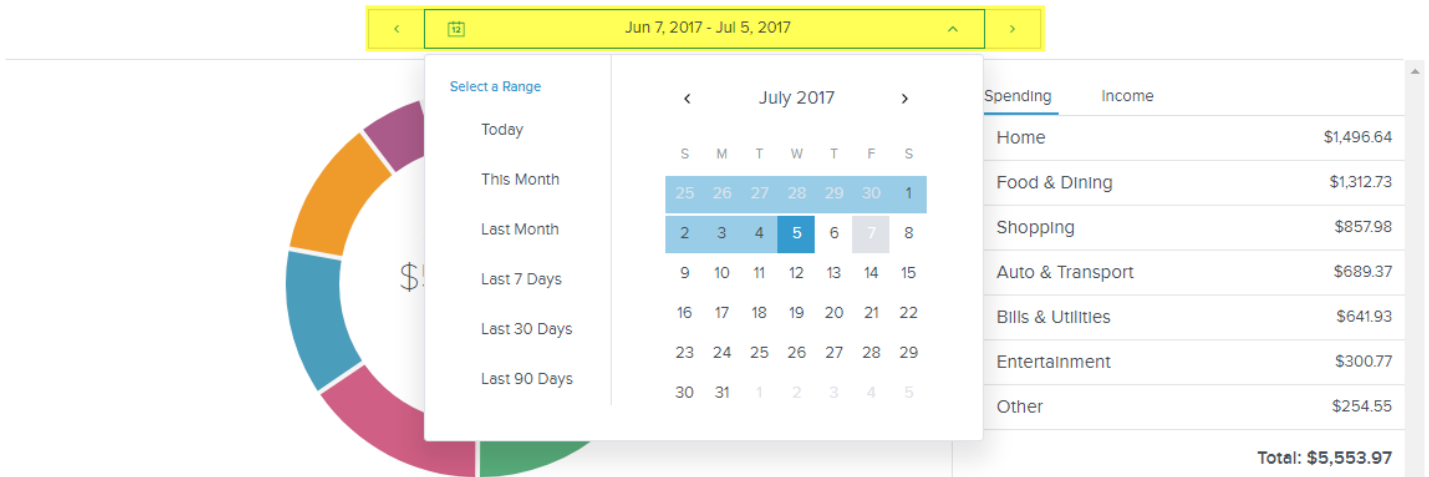 12 Jun 7, 2017 - Jul 5, 2017
Select a Range
Today
This Month
Last Month
Last 7 Days
Last 30 Days
Last 90 Days
July 2017
S M T W T F S
25 26 27 28 29 30 1
2 3 4 5 6 7 8
9 10 11 12 13 14 15
16 17 18 19 20 21 22
23 24 25 26 27 28 29
30 31 1 2 3 4 5
Spending Income
Home $1,496.64
Food & Dining $1,312.73
Shopping $857.98
Auto & Transport $689.37
Bills & Utilities $641.93
Entertainment $300.77
Other $254.55
Total: $5,553.97